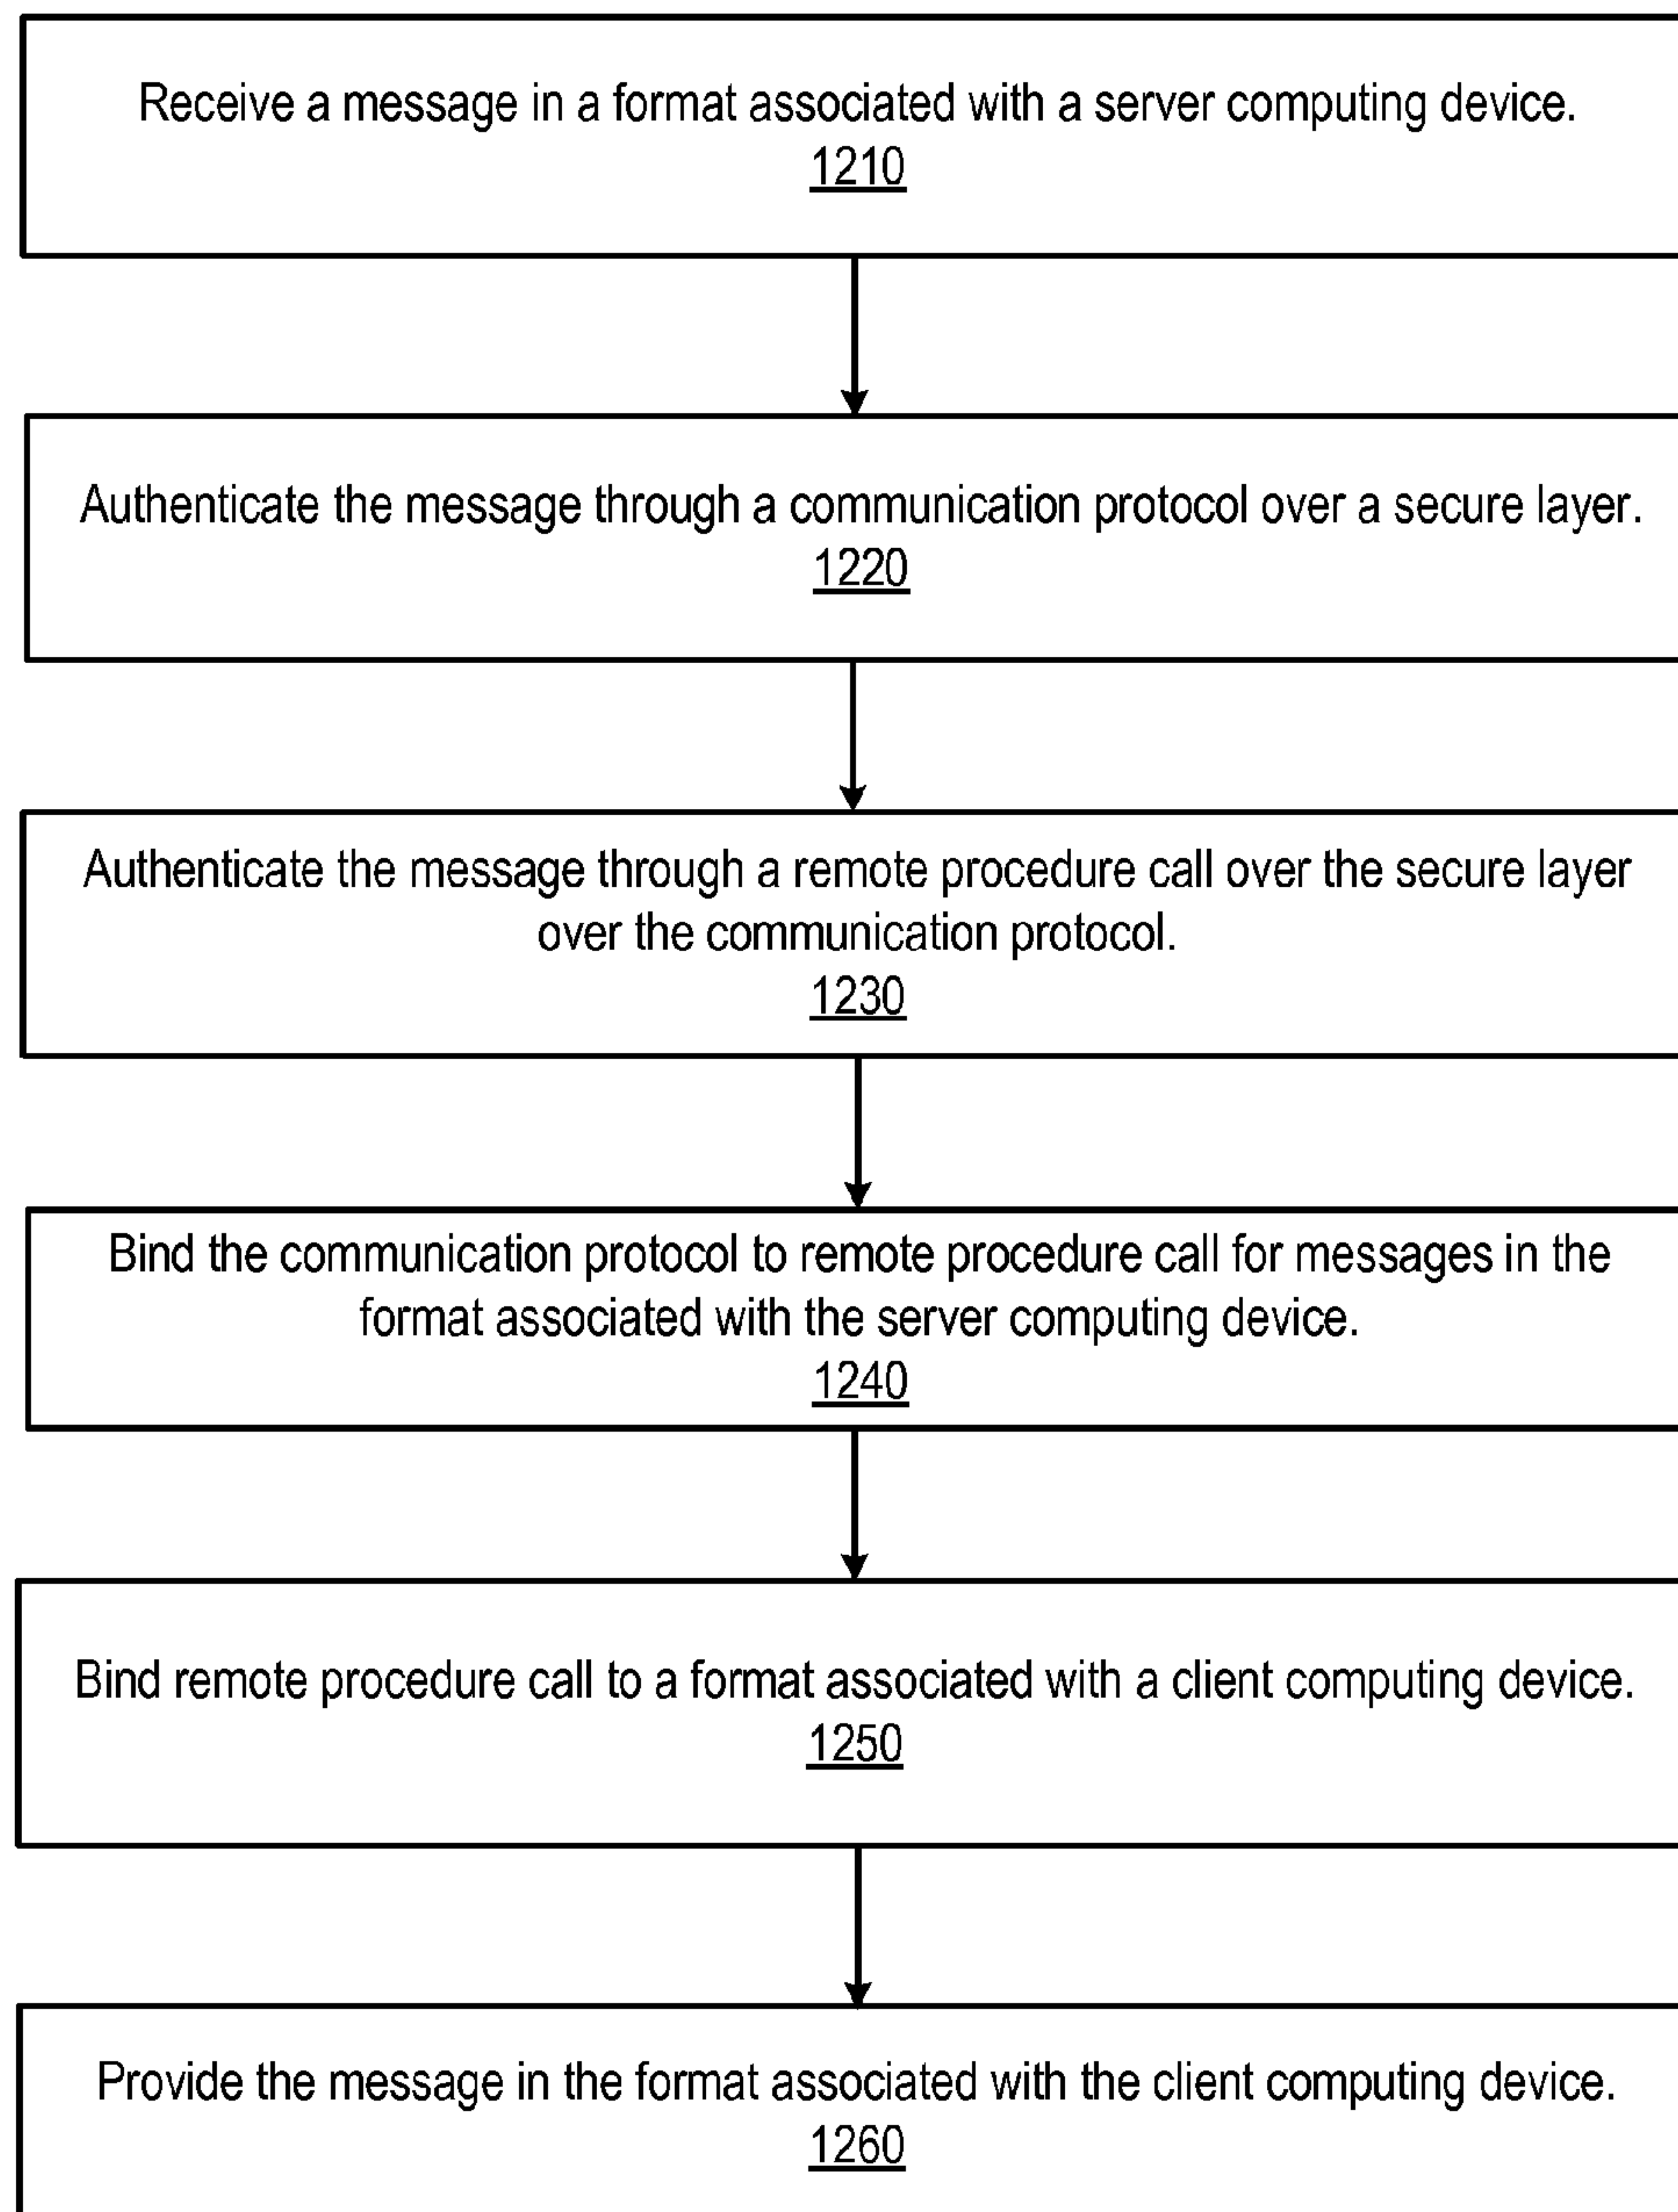 Receive a message in a format associated with a server computing device.
1210
Authenticate the message through a communication protocol over a secure layer.
1220
Authenticate the message through a remote procedure call over the secure layer
over the communication protocol.
1230
Bind the communication protocol to remote procedure call for messages in the
format associated with the server computing device.
1240
Bind remote procedure call to a format associated with a client computing device.
1250
Provide the message in the format associated with the client computing device.
1260